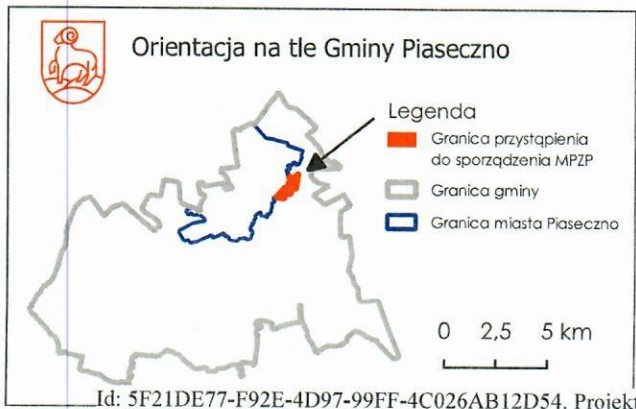 Orientacja na tle Gminy Piaseczno
Legenda
Granica przystąpienia
do sporządzenia MPZP
Granica gminy
Granica miasta Piaseczno
0 2,5 5 km
Id: 5F21DE77-F92E-4D97-99FF-4C026AB12D54. Projekt